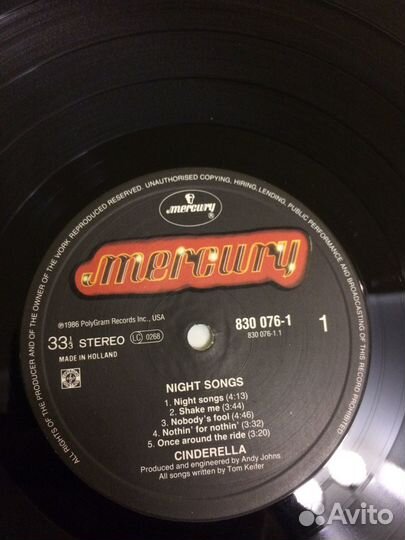 ALL RIGHTS OF THE PRODUCER AND OF THE OWNER OF THE WORK REPRODUCED RESERVED. UNAUTHORISED COPYING, HIRING, LENDING, PUBLIC PERFORMANCE AND BROADCASTING OF THIS RECORD PROHIBITED
mercury ®
mercury
℗1986 PolyGram Records Inc., USA
33⅓ STEREO LC 0268
MADE IN HOLLAND
830 076-1 1
830 076-1.1
NIGHT SONGS
1. Night songs (4:13)
2. Shake me (3:44)
3. Nobody's fool (4:46)
4. Nothin' for nothin' (3:32)
5. Once around the ride (3:20)
CINDERELLA
Produced and engineered by Andy Johns
All songs written by Tom Keifer
Avito